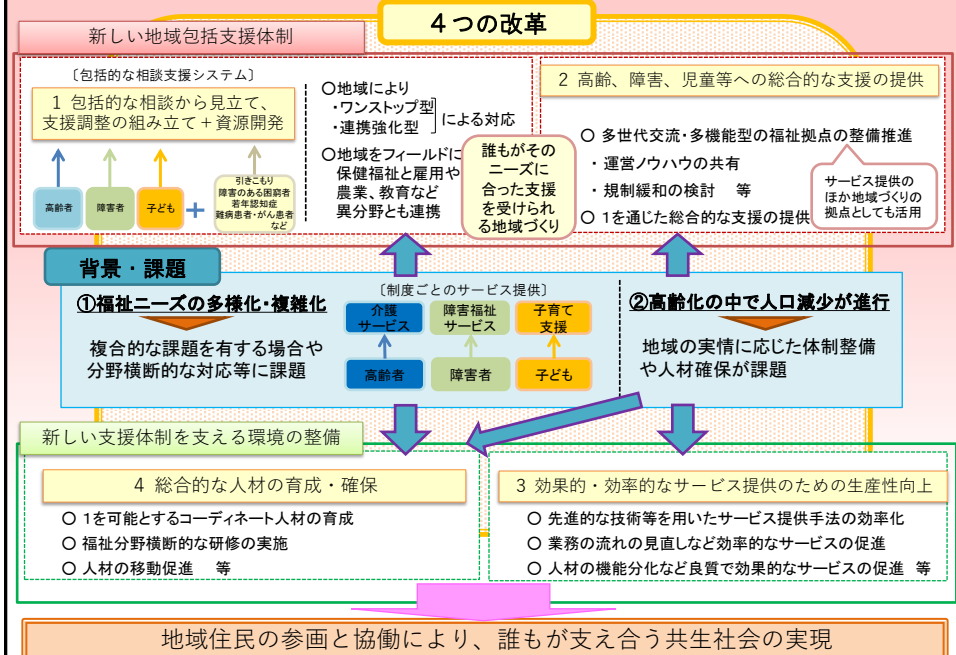 4つの改革
新しい地域包括支援体制
〔包括的な相談支援システム〕
1 包括的な相談から見立て、
支援調整の組み立て+資源開発
高齢者
障害者
子ども
+
引きこもり
障害のある困窮者
若年認知症
難病患者・がん患者
など
○地域により
・ワンストップ型
・連携強化型
による対応
○地域をフィールドに
保健福祉と雇用や
農業、教育など
異分野とも連携
誰もがその
ニーズに
合った支援
を受けられ
る地域づくり
2 高齢、障害、児童等への総合的な支援の提供
○ 多世代交流・多機能型の福祉拠点の整備推進
・ 運営ノウハウの共有
・ 規制緩和の検討 等
○ 1を通じた総合的な支援の提供
サービス提供の
ほか地域づくりの
拠点としても活用
背景・課題
①福祉ニーズの多様化・複雑化
複合的な課題を有する場合や
分野横断的な対応等に課題
〔制度ごとのサービス提供〕
介護
サービス
障害福祉
サービス
子育て
支援
高齢者
障害者
子ども
②高齢化の中で人口減少が進行
地域の実情に応じた体制整備
や人材確保が課題
新しい支援体制を支える環境の整備
4 総合的な人材の育成・確保
○ 1を可能とするコーディネート人材の育成
○ 福祉分野横断的な研修の実施
○ 人材の移動促進 等
3 効果的・効率的なサービス提供のための生産性向上
○ 先進的な技術等を用いたサービス提供手法の効率化
○ 業務の流れの見直しなど効率的なサービスの促進
○ 人材の機能分化など良質で効果的なサービスの促進 等
地域住民の参画と協働により、誰もが支え合う共生社会の実現